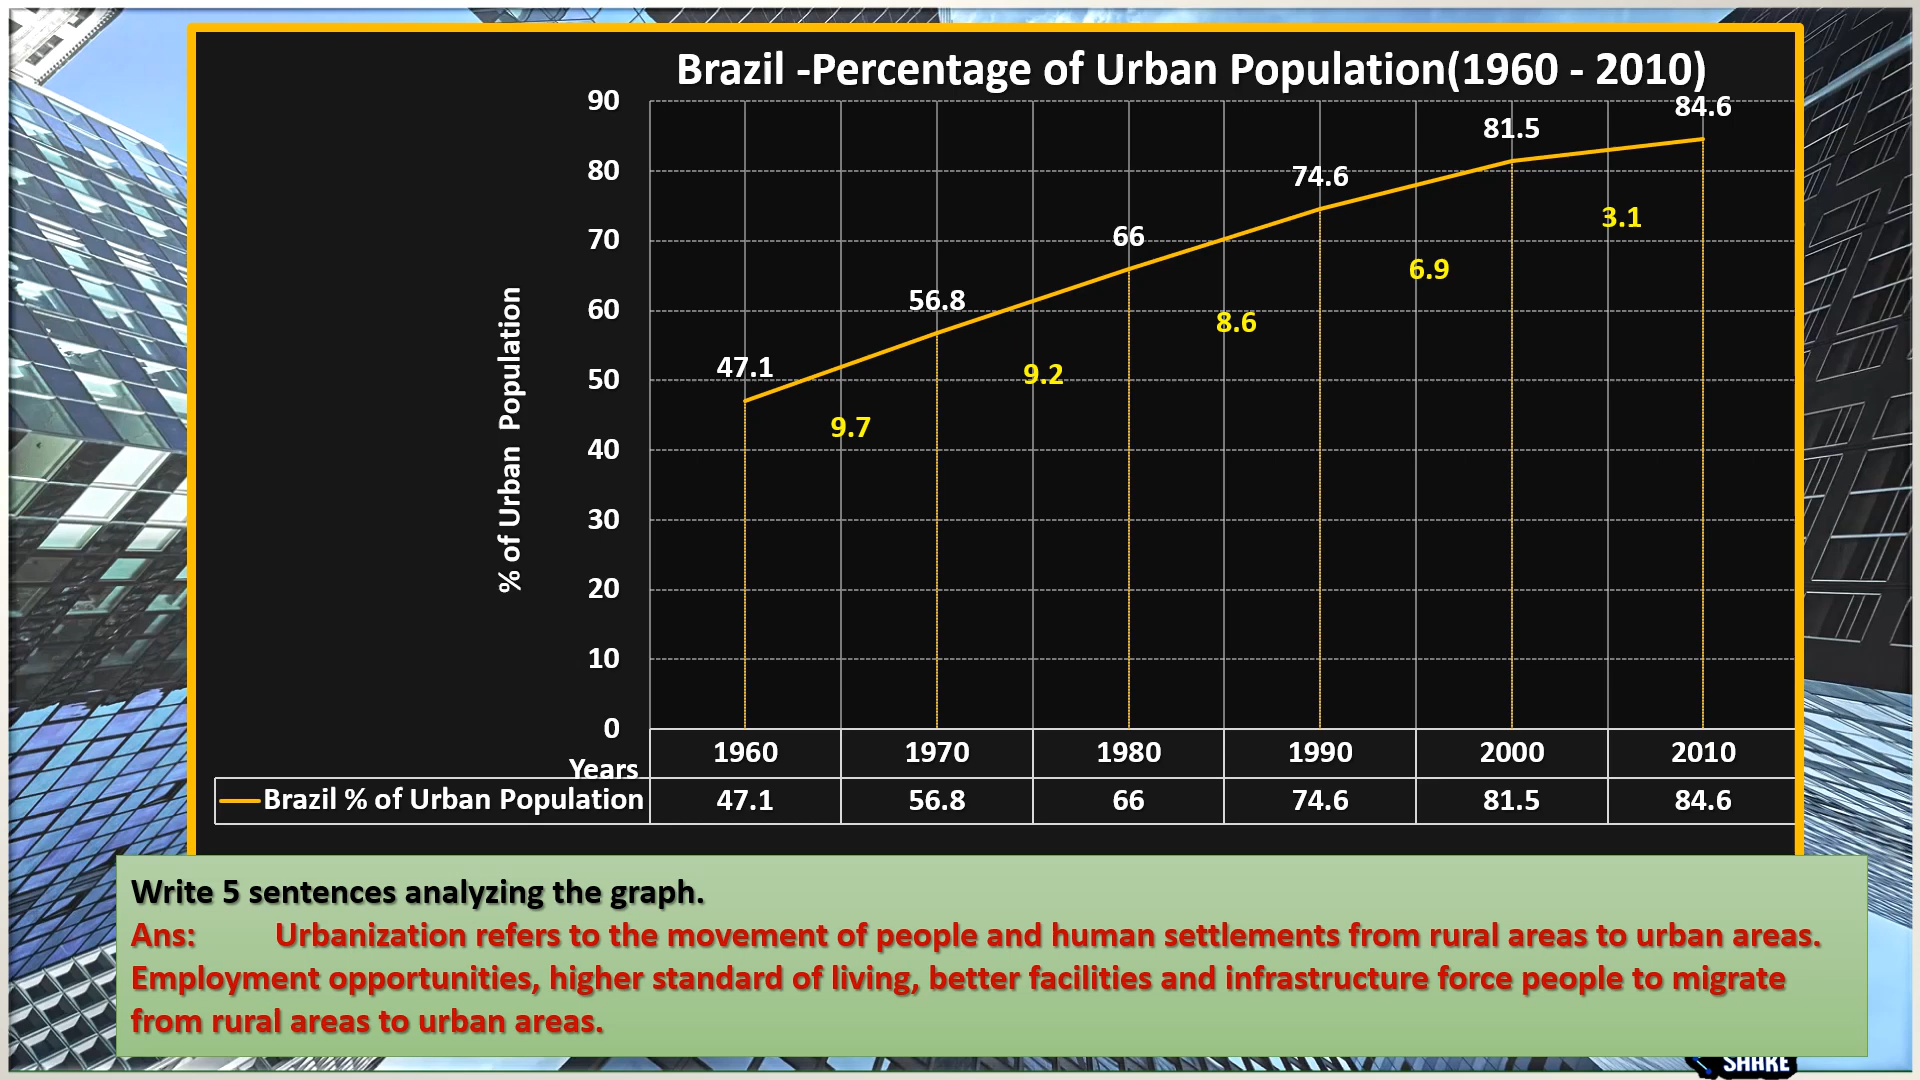 Brazil -Percentage of Urban Population(1960 - 2010)
90
80
70
60
50
40
30
20
10
0
% of Urban Population
47.1
56.8
66
74.6
81.5
84.6
9.7
9.2
8.6
6.9
3.1
Years
1960 1970 1980 1990 2000 2010
Brazil % of Urban Population 47.1 56.8 66 74.6 81.5 84.6
Write 5 sentences analyzing the graph.
Ans: Urbanization refers to the movement of people and human settlements from rural areas to urban areas.
Employment opportunities, higher standard of living, better facilities and infrastructure force people to migrate
from rural areas to urban areas.
SHAKE